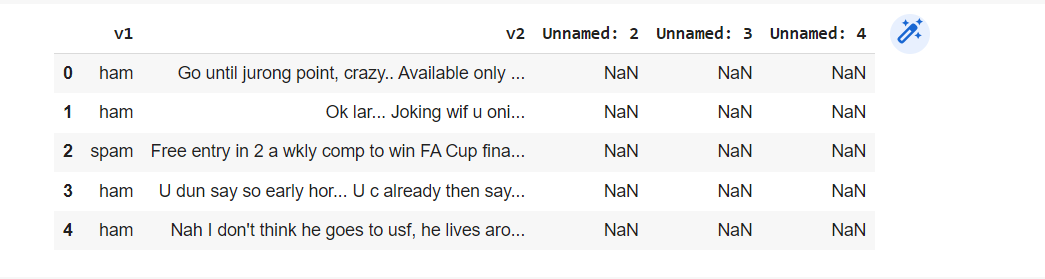 v1 v2 Unnamed: 2 Unnamed: 3 Unnamed: 4
0 ham Go until jurong point, crazy.. Available only ... NaN NaN NaN
1 ham Ok lar... Joking wif u oni... NaN NaN NaN
2 spam Free entry in 2 a wkly comp to win FA Cup fina... NaN NaN NaN
3 ham U dun say so early hor... U c already then say... NaN NaN NaN
4 ham Nah I don't think he goes to usf, he lives aro... NaN NaN NaN